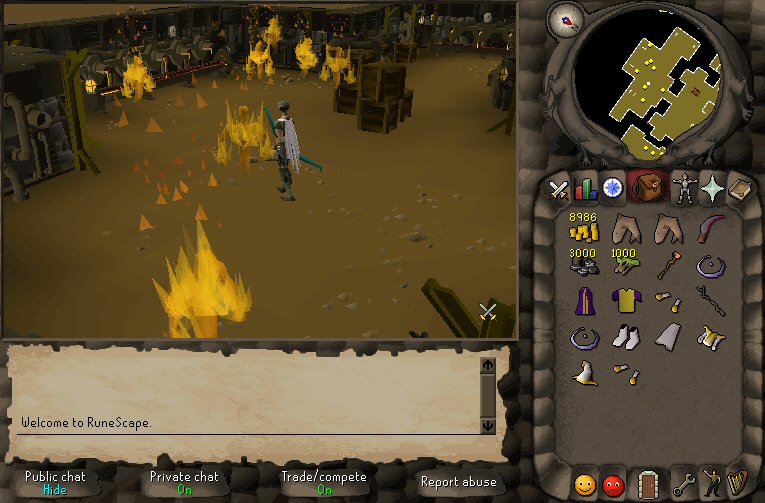 8986
3000 1000
Welcome to RuneScape.
Public chat Private chat Trade/compete Report abuse
Hide On On